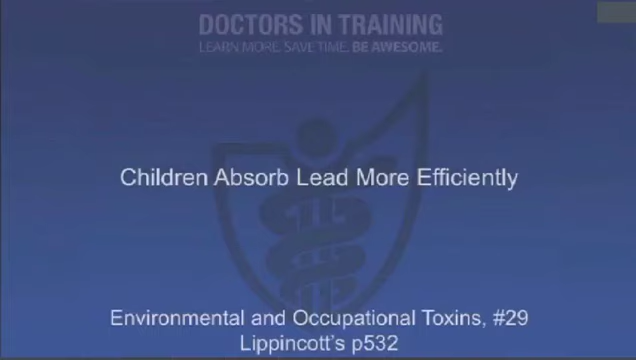 DOCTORS IN TRAINING
LEARN MORE. SAVE TIME. BE AWESOME.
Children Absorb Lead More Efficiently
Environmental and Occupational Toxins, #29
Lippincott's p532